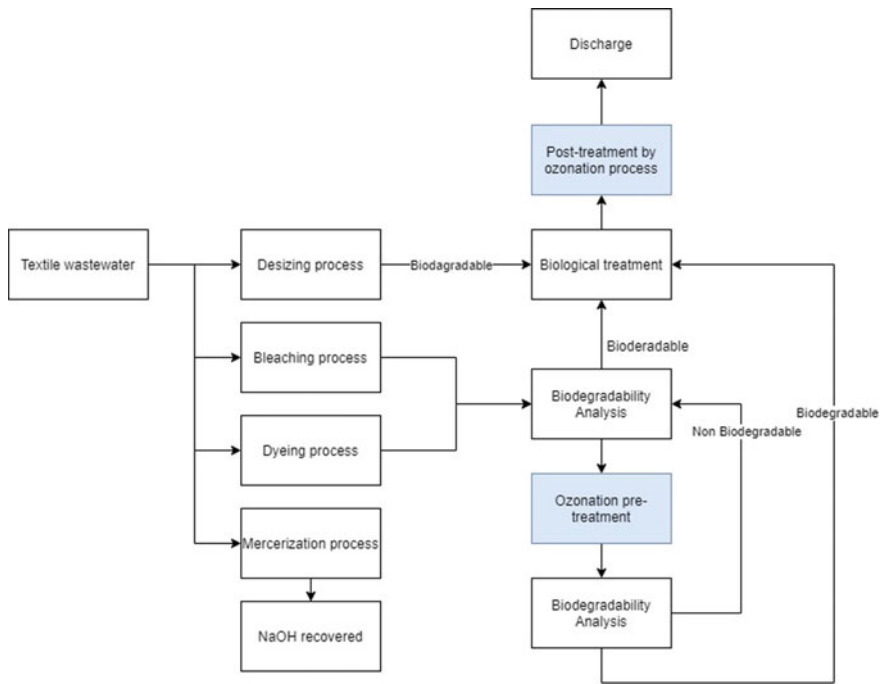 Discharge
Post-treatment by
ozonation process
Textile wastewater
Desizing process
Biodagradable
Biological treatment
Bleaching process
Bioderadable
Biodegradability
Analysis
Biodegradable
Non Biodegradable
Dyeing process
Ozonation pre-
treatment
Mercerization process
Biodegradability
Analysis
NaOH recovered